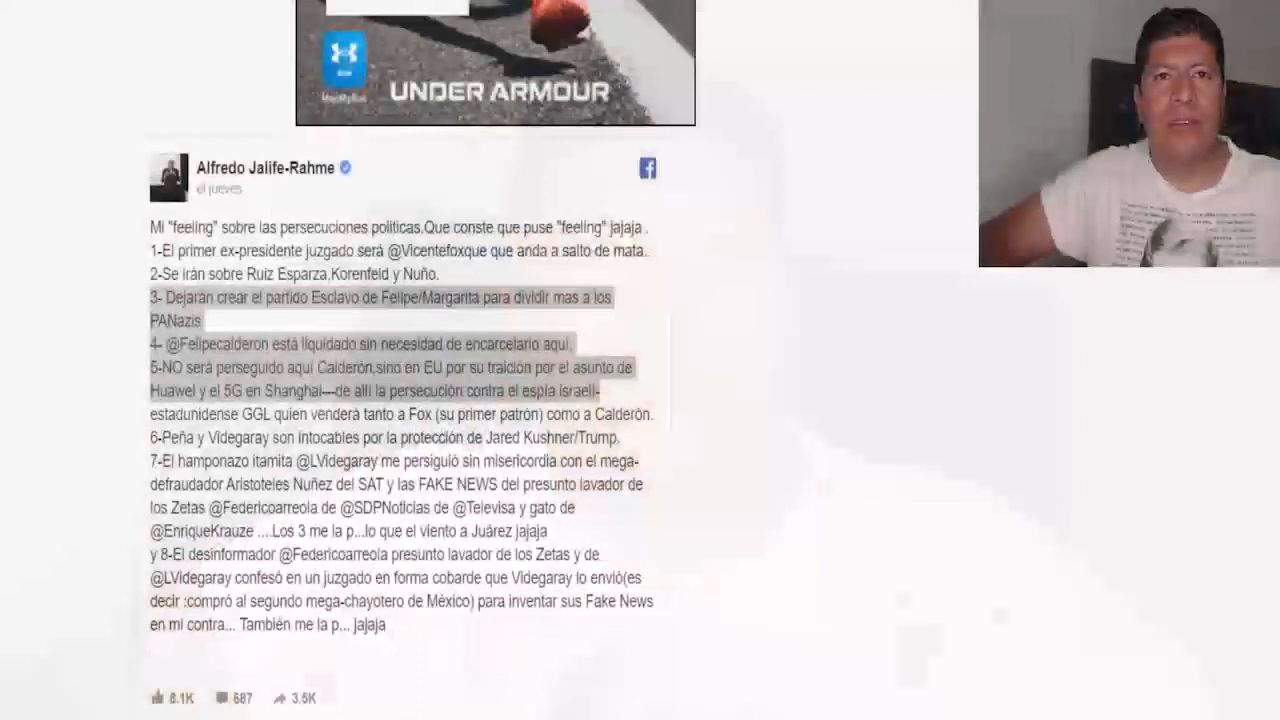 UNDER ARMOUR
Alfredo Jalife-Rahme
el jueves
Mi "feeling" sobre las persecuciones politicas.Que conste que puse "feeling" jajaja .
1-El primer ex-presidente juzgado será @Vicentefoxque que anda a salto de mata.
2-Se irán sobre Ruiz Esparza,Korenfeld y Nuño.
3- Dejaran crear el partido Esclavo de Felipe/Margarita para dividir mas a los
PANazis
4- @Felipecalderon está liquidado sin necesidad de encarcelarlo aquí.
5-NO será perseguido aquí Calderón,sino en EU por su traición por el asunto de
Huawei y el 5G en Shanghai---de allí la persecución contra el espía israelí-
estadunidense GGL quien venderá tanto a Fox (su primer patrón) como a Calderón.
6-Peña y Videgaray son intocables por la protección de Jared Kushner/Trump.
7-El hamponazo itamita @LVidegaray me persiguió sin misericordia con el mega-
defraudador Aristoteles Nuñez del SAT y las FAKE NEWS del presunto lavador de
los Zetas @Federicoarreola de @SDPNoticias de @Televisa y gato de
@EnriqueKrauze ....Los 3 me la p...lo que el viento a Juárez jajaja
y 8-El desinformador @Federicoarreola presunto lavador de los Zetas y de
@LVidegaray confesó en un juzgado en forma cobarde que Videgaray lo envió(es
decir :compró al segundo mega-chayotero de México) para inventar sus Fake News
en mi contra... También me la p... jajaja
6.1K 587 3.5K